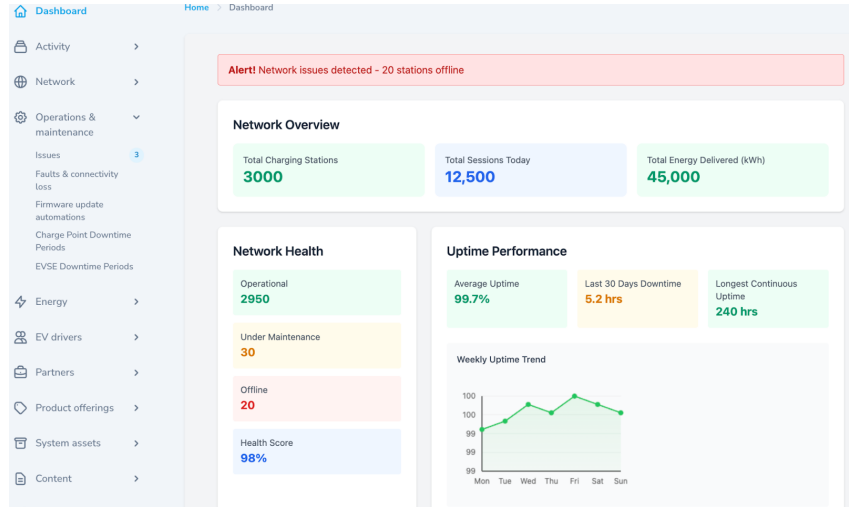 Dashboard
Home > Dashboard
Activity
Network
Operations &
maintenance
Issues 3
Faults & connectivity
loss
Firmware update
automations
Charge Point Downtime
Periods
EVSE Downtime Periods
Energy
EV drivers
Partners
Product offerings
System assets
Content
Alert! Network issues detected - 20 stations offline
Network Overview
Total Charging Stations
3000
Total Sessions Today
12,500
Total Energy Delivered (kWh)
45,000
Network Health
Operational
2950
Under Maintenance
30
Offline
20
Health Score
98%
Uptime Performance
Average Uptime
99.7%
Last 30 Days Downtime
5.2 hrs
Longest Continuous
Uptime
240 hrs
Weekly Uptime Trend
100
100
99
99
99
Mon Tue Wed Thu Fri Sat Sun